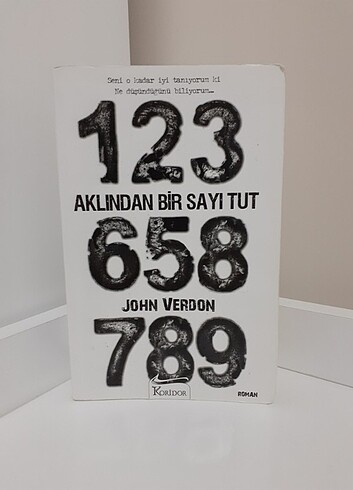 Seni o kadar iyi tanıyorum ki
Ne düşündüğünü biliyorum...
123
AKLINDAN BİR SAYI TUT
658
JOHN VERDON
789
KORİDOR
ROMAN